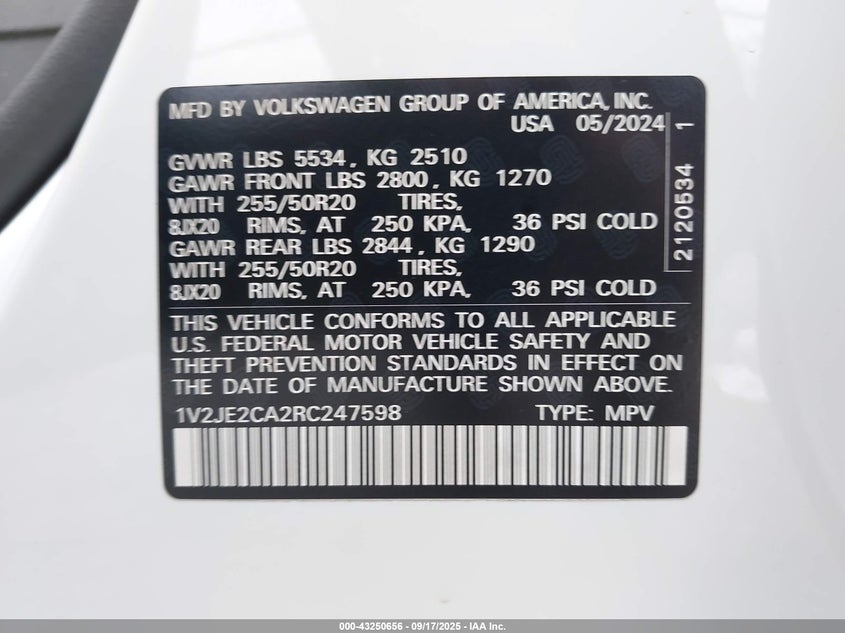 MFD BY VOLKSWAGEN GROUP OF AMERICA, INC.
USA 05/2024
GVWR LBS 5534, KG 2510
GAWR FRONT LBS 2800, KG 1270
WITH 255/50R20 TIRES,
8JX20 RIMS, AT 250 KPA, 36 PSI COLD
GAWR REAR LBS 2844, KG 1290
WITH 255/50R20 TIRES,
8JX20 RIMS, AT 250 KPA, 36 PSI COLD
THIS VEHICLE CONFORMS TO ALL APPLICABLE
U.S. FEDERAL MOTOR VEHICLE SAFETY AND
THEFT PREVENTION STANDARDS IN EFFECT ON
THE DATE OF MANUFACTURE SHOWN ABOVE.
1V2JE2CA2RC247598 TYPE: MPV
2120534 1
000-43250656 - 09/17/2025 - IAA Inc.